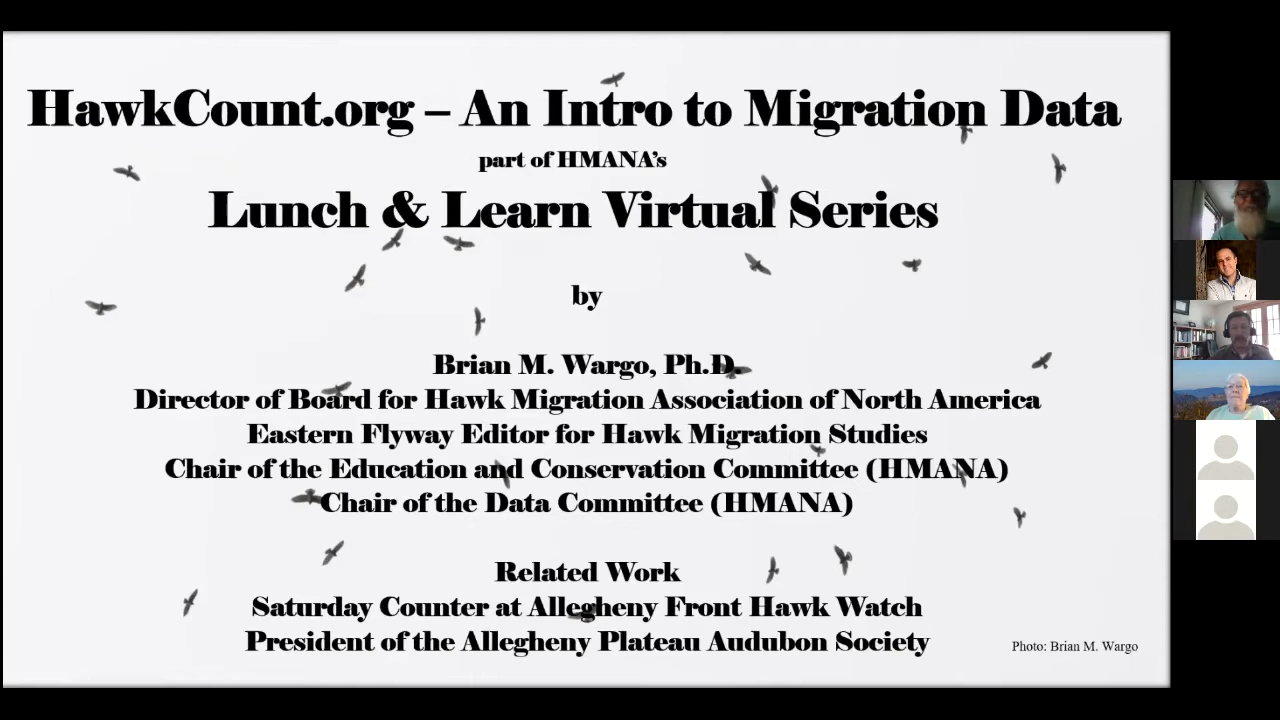 HawkCount.org – An Intro to Migration Data
part of HMANA's
Lunch & Learn Virtual Series
by
Brian M. Wargo, Ph.D.
Director of Board for Hawk Migration Association of North America
Eastern Flyway Editor for Hawk Migration Studies
Chair of the Education and Conservation Committee (HMANA)
Chair of the Data Committee (HMANA)
Related Work
Saturday Counter at Allegheny Front Hawk Watch
President of the Allegheny Plateau Audubon Society
Photo: Brian M. Wargo